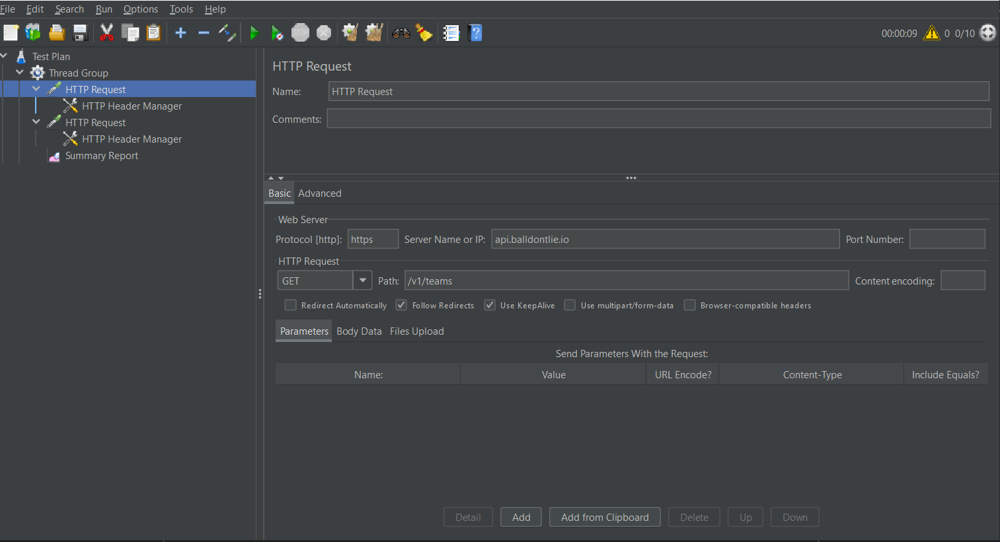 File Edit Search Run Options Tools Help
STOP 00:00:09 0 0/10
Test Plan
Thread Group
HTTP Request
HTTP Header Manager
HTTP Request
HTTP Header Manager
Summary Report
HTTP Request
Name: HTTP Request
Comments:
Basic Advanced
Web Server
Protocol [http]: https Server Name or IP: api.balldontlie.io Port Number:
HTTP Request
GET Path: /v1/teams Content encoding:
Redirect Automatically Follow Redirects Use KeepAlive Use multipart/form-data Browser-compatible headers
Parameters Body Data Files Upload
Send Parameters With the Request:
Name: Value URL Encode? Content-Type Include Equals?
Detail Add Add from Clipboard Delete Up Down